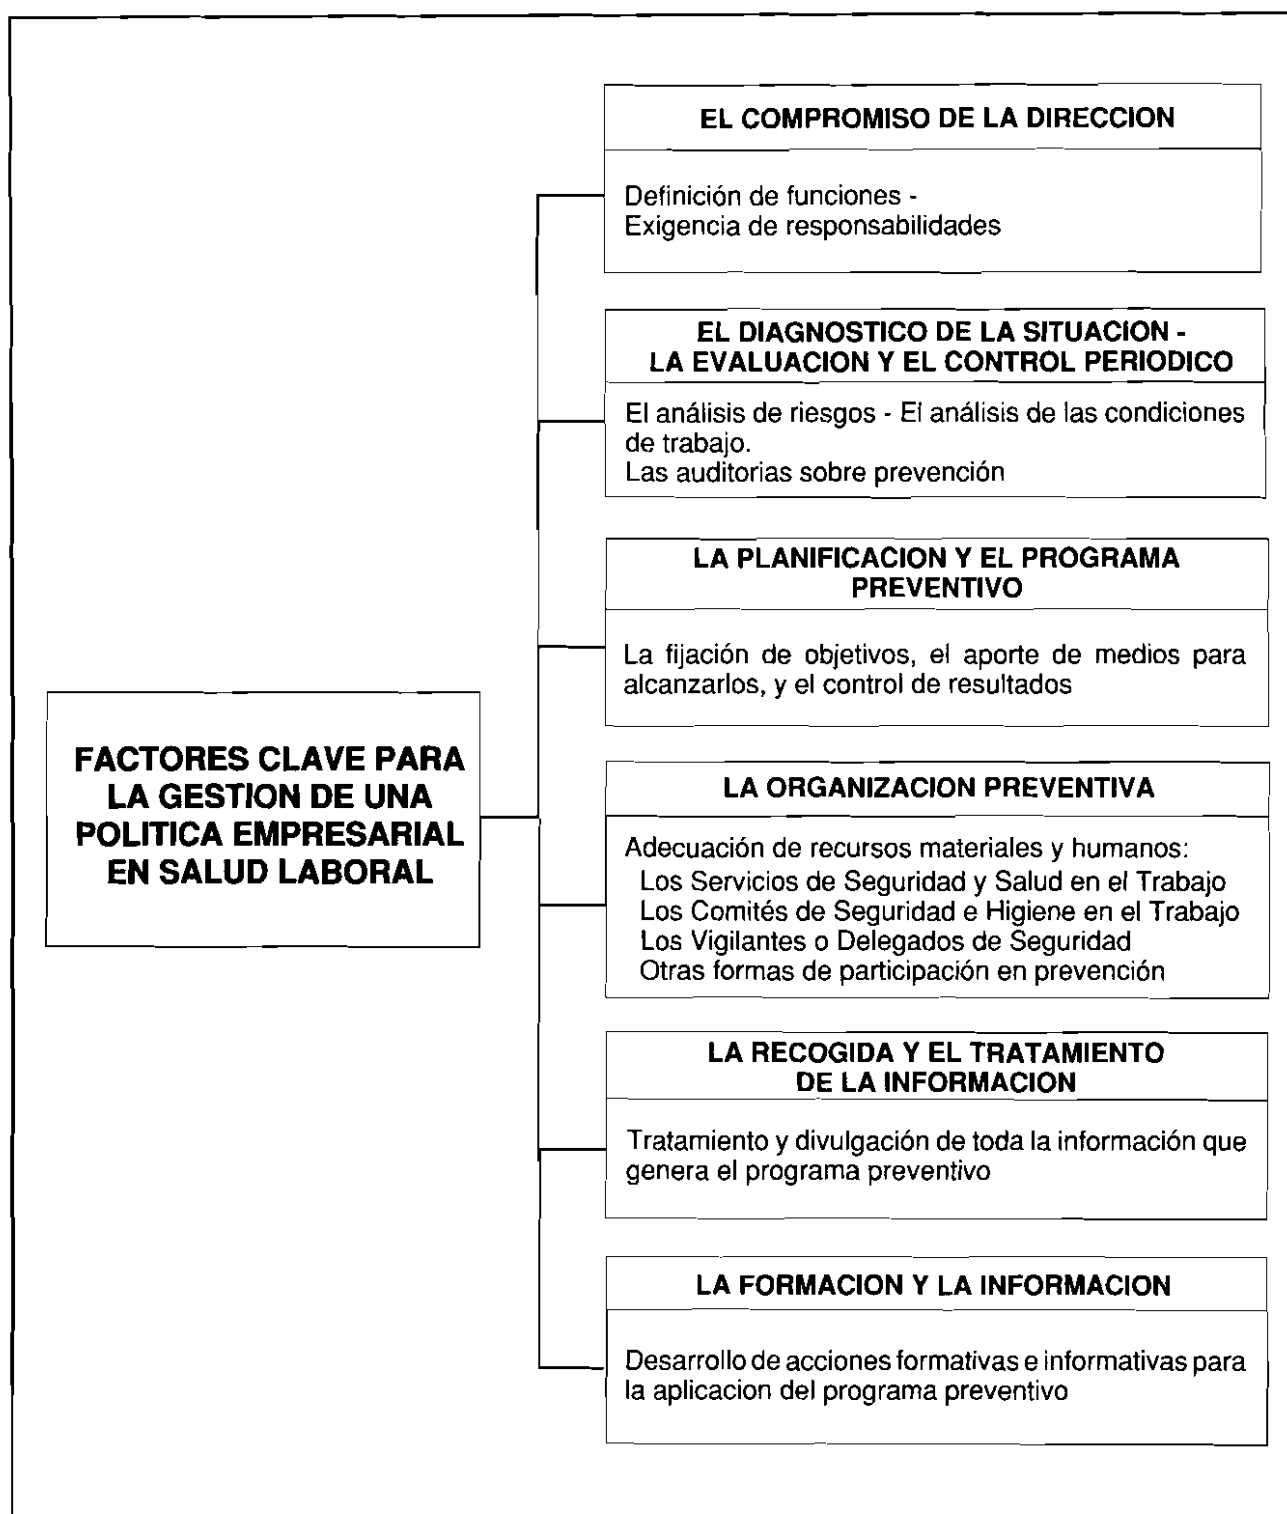 EL COMPROMISO DE LA DIRECCION
Definición de funciones -
Exigencia de responsabilidades
EL DIAGNOSTICO DE LA SITUACION -
LA EVALUACION Y EL CONTROL PERIODICO
El análisis de riesgos - El análisis de las condiciones
de trabajo.
Las auditorias sobre prevención
LA PLANIFICACION Y EL PROGRAMA
PREVENTIVO
La fijación de objetivos, el aporte de medios para
alcanzarlos, y el control de resultados
FACTORES CLAVE PARA
LA GESTION DE UNA
POLITICA EMPRESARIAL
EN SALUD LABORAL
LA ORGANIZACION PREVENTIVA
Adecuación de recursos materiales y humanos:
Los Servicios de Seguridad y Salud en el Trabajo
Los Comités de Seguridad e Higiene en el Trabajo
Los Vigilantes o Delegados de Seguridad
Otras formas de participación en prevención
LA RECOGIDA Y EL TRATAMIENTO
DE LA INFORMACION
Tratamiento y divulgación de toda la información que
genera el programa preventivo
LA FORMACION Y LA INFORMACION
Desarrollo de acciones formativas e informativas para
la aplicacion del programa preventivo